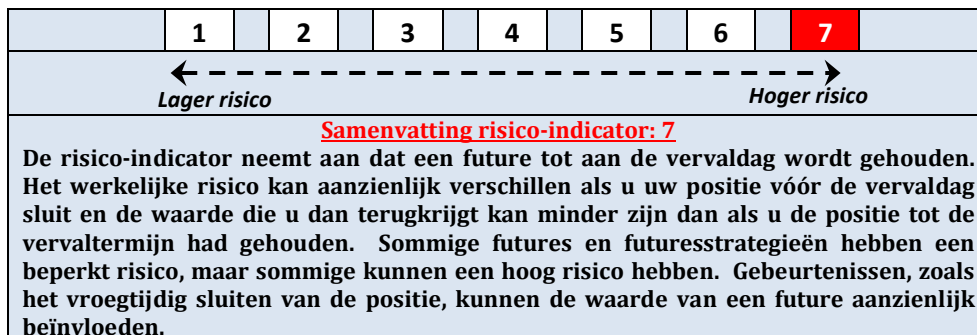 1 2 3 4 5 6 7
Lager risico Hoger risico
Samenvatting risico-indicator: 7
De risico-indicator neemt aan dat een future tot aan de vervaldag wordt gehouden.
Het werkelijke risico kan aanzienlijk verschillen als u uw positie vóór de vervaldag
sluit en de waarde die u dan terugkrijgt kan minder zijn dan als u de positie tot de
vervaltermijn had gehouden. Sommige futures en futuresstrategieën hebben een
beperkt risico, maar sommige kunnen een hoog risico hebben. Gebeurtenissen, zoals
het vroegtijdig sluiten van de positie, kunnen de waarde van een future aanzienlijk
beïnvloeden.